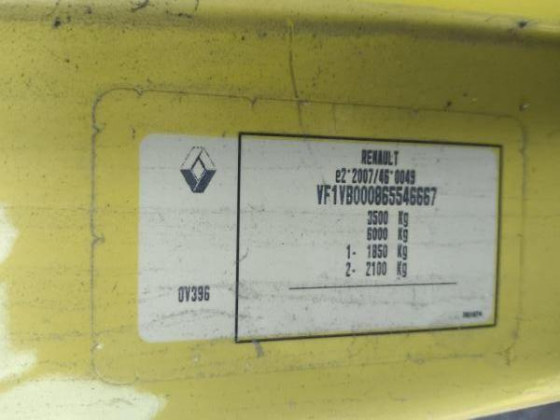 RENAULT
e2*2007/46*0049
VF1VB000865546667
3500 Kg
6000 Kg
1- 1850 Kg
2- 2100 Kg
0V396